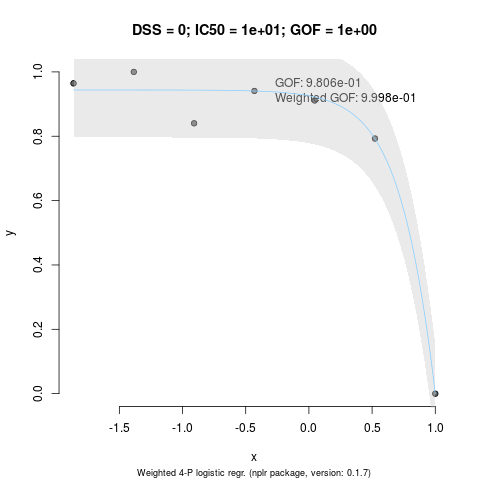 DSS = 0; IC50 = 1e+01; GOF = 1e+00
GOF: 9.806e-01
Weighted GOF: 9.998e-01
y
1.0
0.8
0.6
0.4
0.2
0.0
-1.5 -1.0 -0.5 0.0 0.5 1.0
x
Weighted 4-P logistic regr. (nplr package, version: 0.1.7)